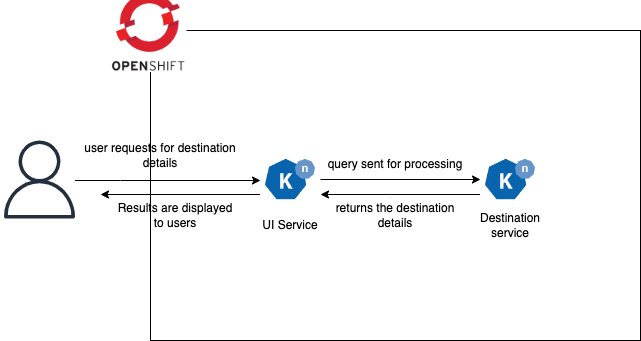 OPENSHIFT
user requests for destination
details
query sent for processing
K
n
K
n
Results are displayed
to users
returns the destination
details
UI Service
Destination
service